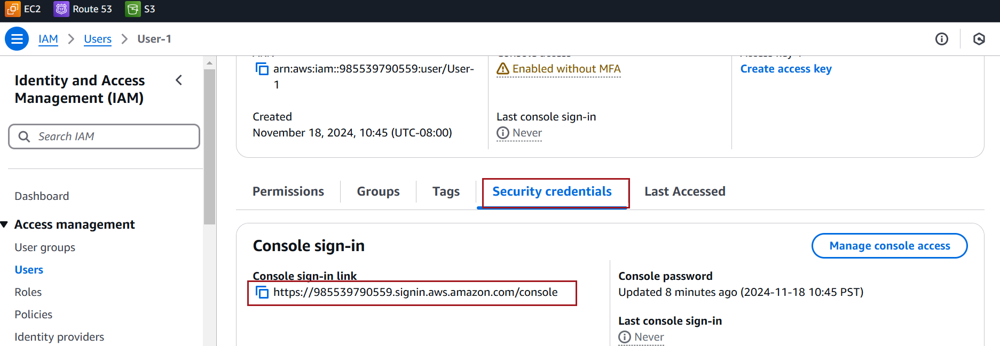 EC2 Route 53 S3
IAM > Users > User-1
Identity and Access
Management (IAM)
Search IAM
Dashboard
Access management
User groups
Users
Roles
Policies
Identity providers
arn:aws:iam::985539790559:user/User-
1
Created
November 18, 2024, 10:45 (UTC-08:00)
Console access
Enabled without MFA
Last console sign-in
Never
Create access key
Permissions
Groups
Tags
Security credentials
Last Accessed
Console sign-in
Manage console access
Console sign-in link
https://985539790559.signin.aws.amazon.com/console
Console password
Updated 8 minutes ago (2024-11-18 10:45 PST)
Last console sign-in
Never